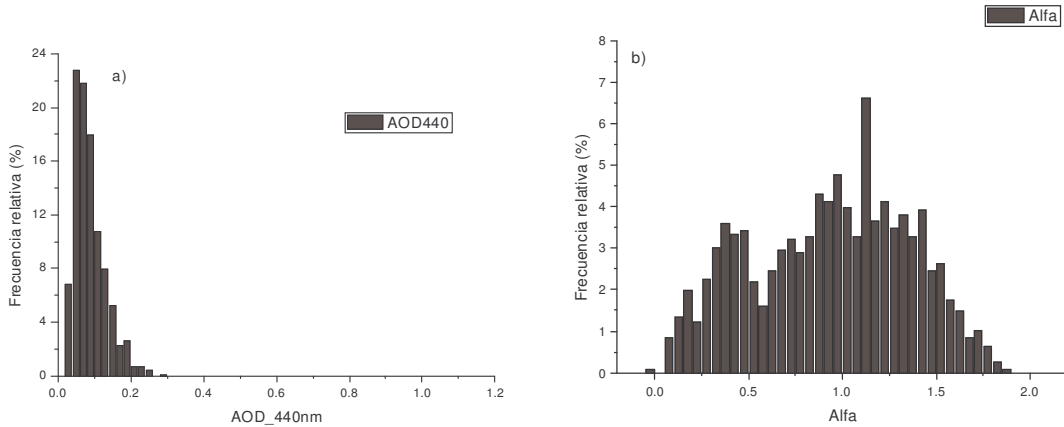 a)
AOD440
Frecuencia relativa (%)
24
20
16
12
8
4
0
0.0 0.2 0.4 0.6 0.8 1.0 1.2
AOD_440nm
Alfa
b)
Frecuencia relativa (%)
8
7
6
5
4
3
2
1
0
0.0 0.5 1.0 1.5 2.0
Alfa